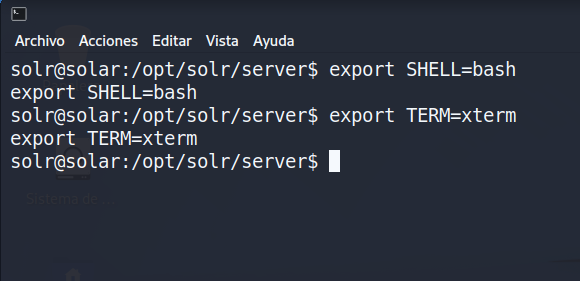 Archivo Acciones Editar Vista Ayuda
solr@solar:/opt/solr/server$ export SHELL=bash
export SHELL=bash
solr@solar:/opt/solr/server$ export TERM=xterm
export TERM=xterm
solr@solar:/opt/solr/server$
Sistema de